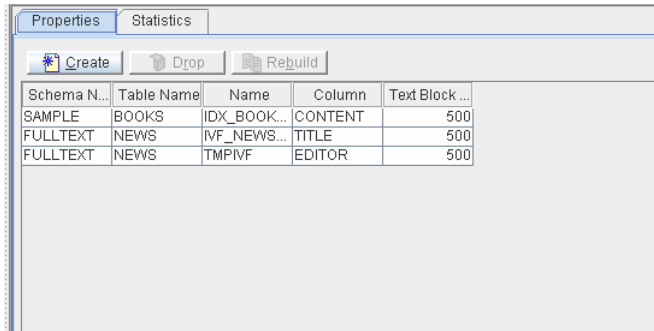 Properties Statistics
Create Drop Rebuild
Schema N... Table Name Name Column Text Block ...
SAMPLE BOOKS IDX_BOOK... CONTENT 500
FULLTEXT NEWS IVF_NEWS... TITLE 500
FULLTEXT NEWS TMPIVF EDITOR 500